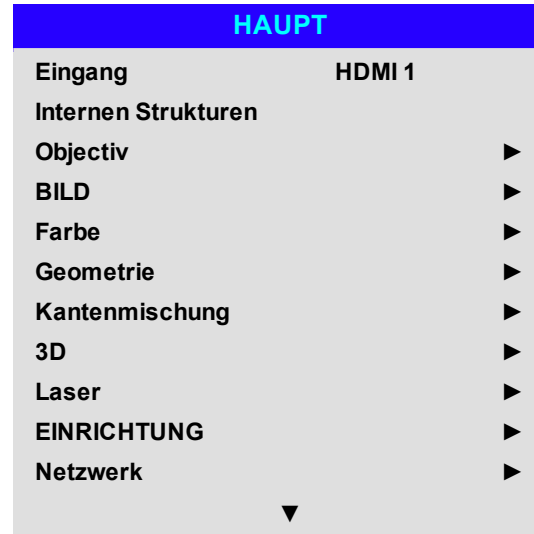 HAUPT
Eingang HDMI 1
Internen Strukturen
Objectiv ►
BILD ►
Farbe ►
Geometrie ►
Kantenmischung ►
3D ►
Laser ►
EINRICHTUNG ►
Netzwerk ►
▼